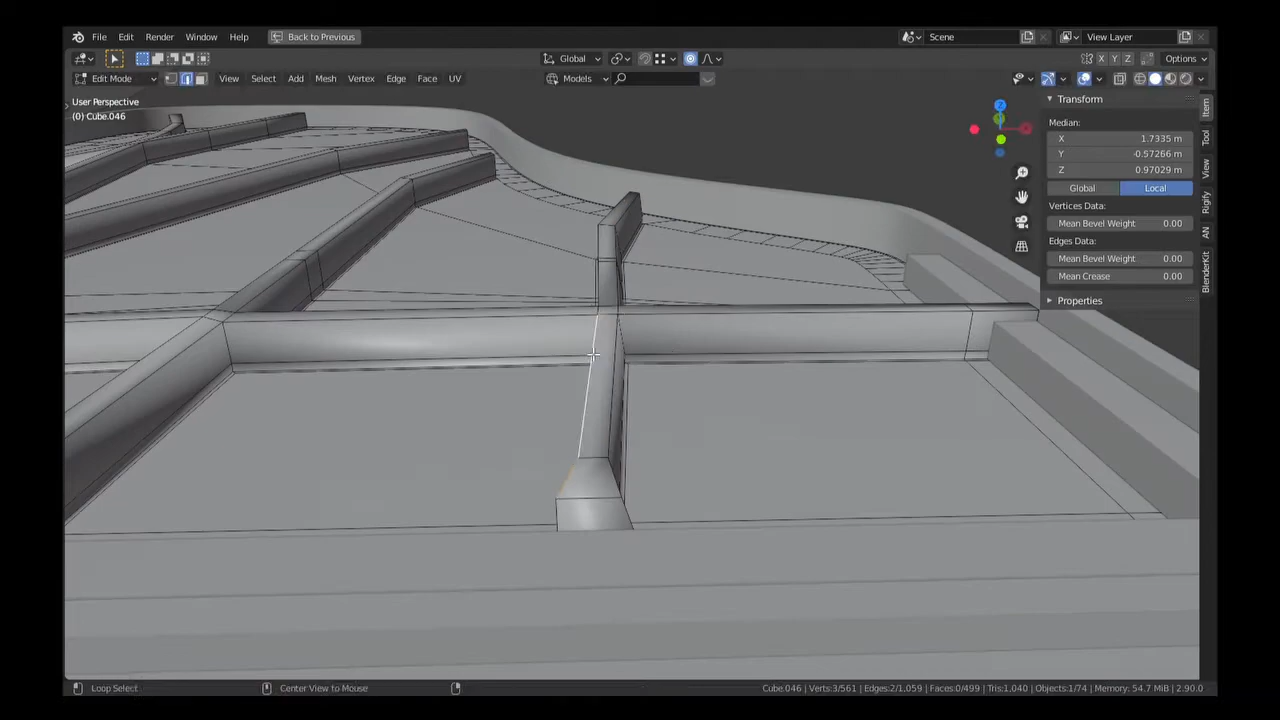 File Edit Render Window Help Back to Previous Scene View Layer
Global Options
Edit Mode View Select Add Mesh Vertex Edge Face UV Models
User Perspective
(0) Cube.046
Transform
Median:
X 1.7335 m
Y -0.57266 m
Z 0.97029 m
Global Local
Vertices Data:
Mean Bevel Weight 0.00
Edges Data:
Mean Bevel Weight 0.00
Mean Crease 0.00
Properties
Item
Tool
View
Rigify
AN
BlenderKit
X Y Z
Z
Loop Select Center View to Mouse Cube.046 | Verts:3/561 | Edges:2/1,059 | Faces:0/499 | Tris:1,040 | Objects:1/74 | Memory: 54.7 MiB | 2.90.0